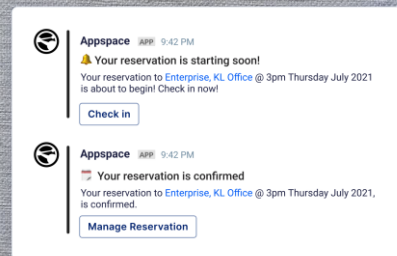 Appspace APP 9:42 PM
🔔 Your reservation is starting soon!
Your reservation to Enterprise, KL Office @ 3pm Thursday July 2021
is about to begin! Check in now!
Check in
Appspace APP 9:42 PM
🗓 Your reservation is confirmed
Your reservation to Enterprise, KL Office @ 3pm Thursday July 2021,
is confirmed.
Manage Reservation